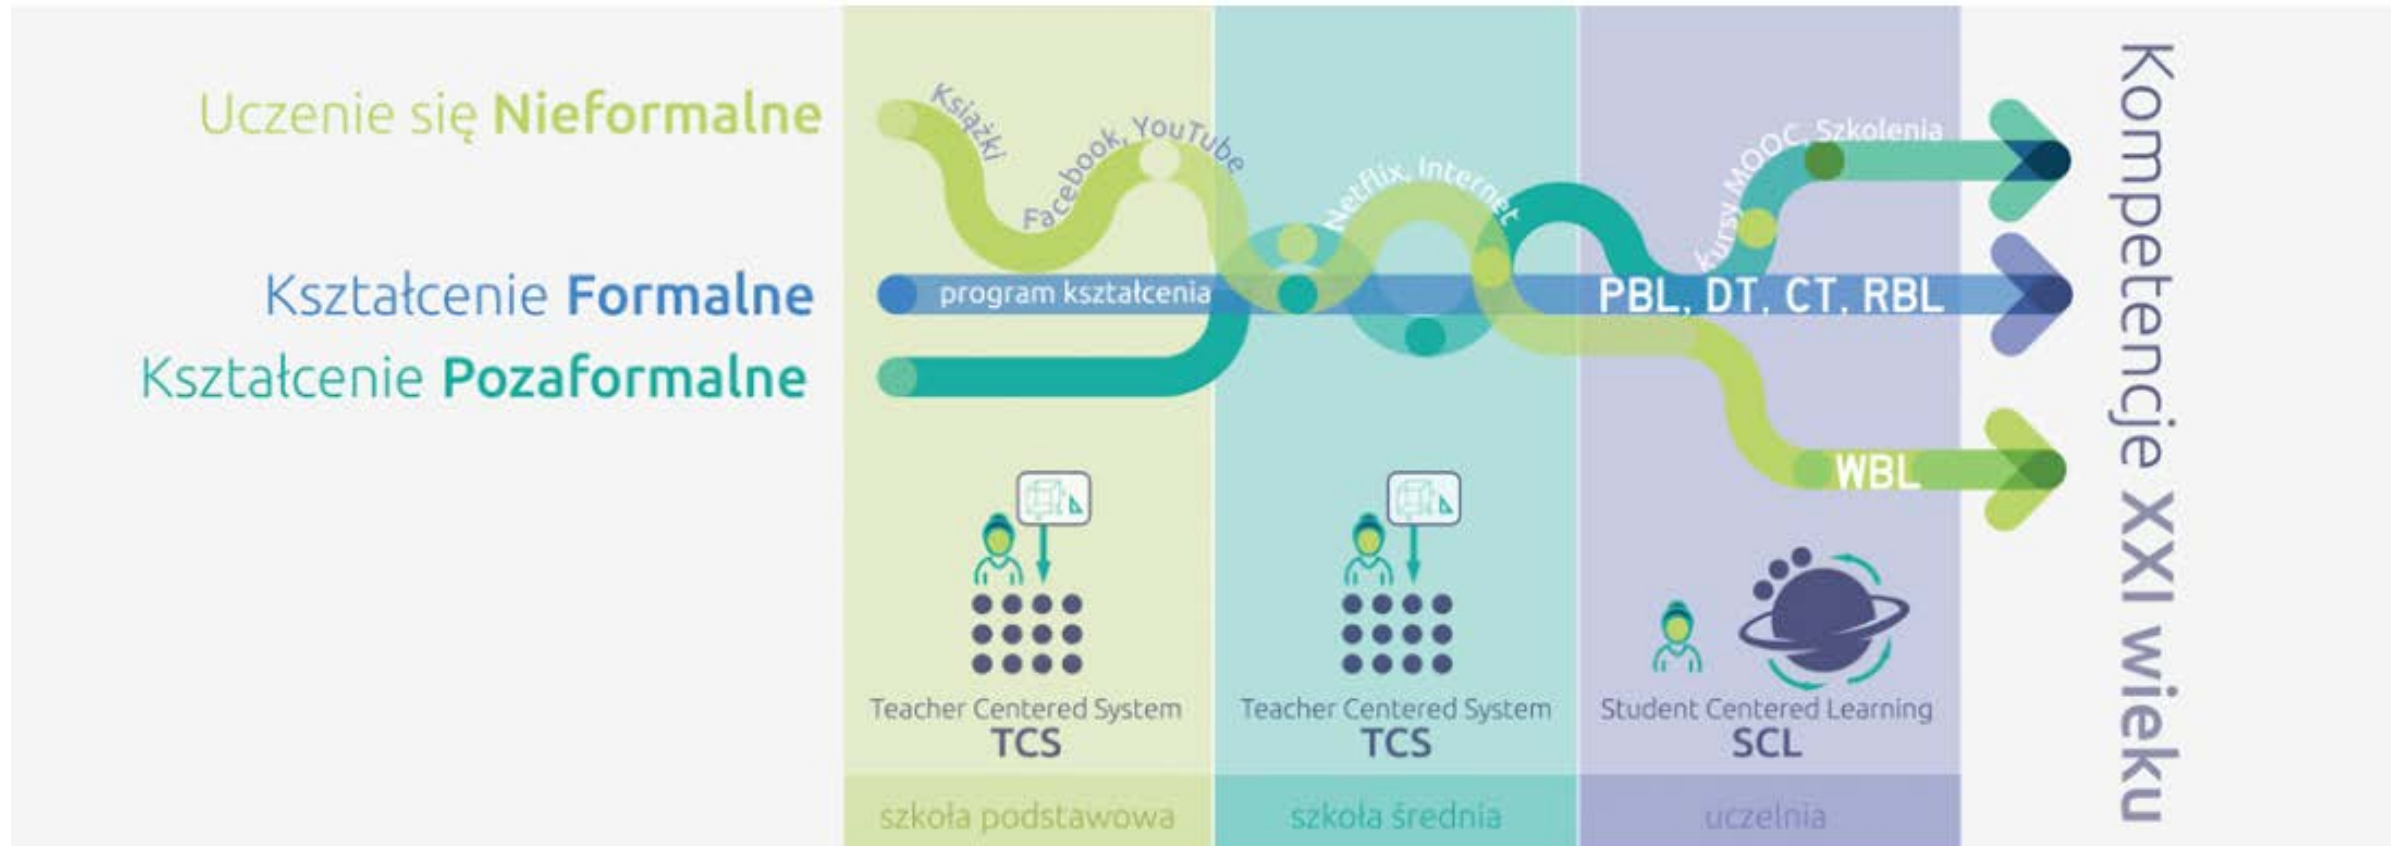 Uczenie się Nieformalne
Kształcenie Formalne
Kształcenie Pozaformalne
Książki
Facebook, YouTube
Netflix, Internet
kursy MOOC, Szkolenia
program kształcenia
PBL, DT, CT, RBL
WBL
Teacher Centered System
TCS
szkoła podstawowa
Teacher Centered System
TCS
szkoła średnia
Student Centered Learning
SCL
uczelnia
Kompetencje XXI wieku